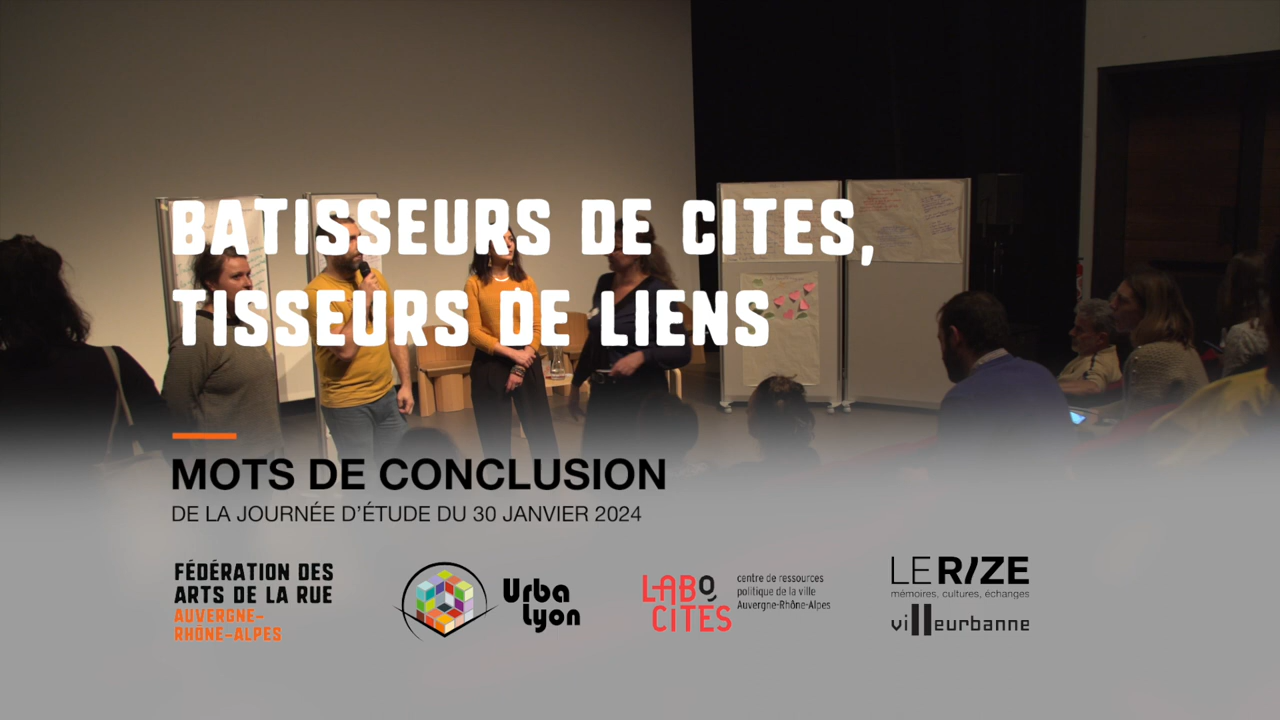 BATISSEURS DE CITES,
TISSEURS DE LIENS
MOTS DE CONCLUSION
DE LA JOURNÉE D'ÉTUDE DU 30 JANVIER 2024
FÉDÉRATION DES
ARTS DE LA RUE
AUVERGNE-
RHÔNE-ALPES
Urba
Lyon
LABO
CITES
centre de ressources
politique de la ville
Auvergne-Rhône-Alpes
LE RIZE
mémoires, cultures, échanges
villeurbanne